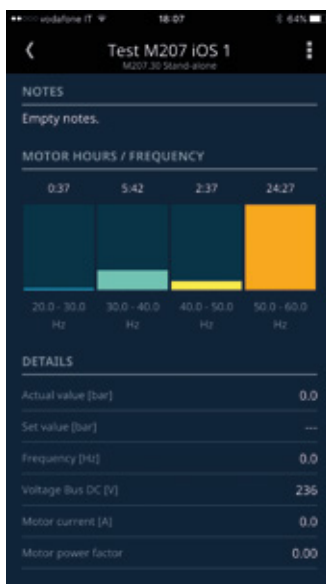 vodafone IT 18:07 64%
Test M207 iOS 1
M207.30 Stand-alone
NOTES
Empty notes.
MOTOR HOURS / FREQUENCY
0:37 5:42 2:37 24:27
20.0 - 30.0 30.0 - 40.0 40.0 - 50.0 50.0 - 60.0
Hz Hz Hz Hz
DETAILS
Actual value [bar] 0.0
Set value [bar] ---
Frequency [Hz] 0.0
Voltage Bus DC [V] 236
Motor current [A] 0.0
Motor power factor 0.00